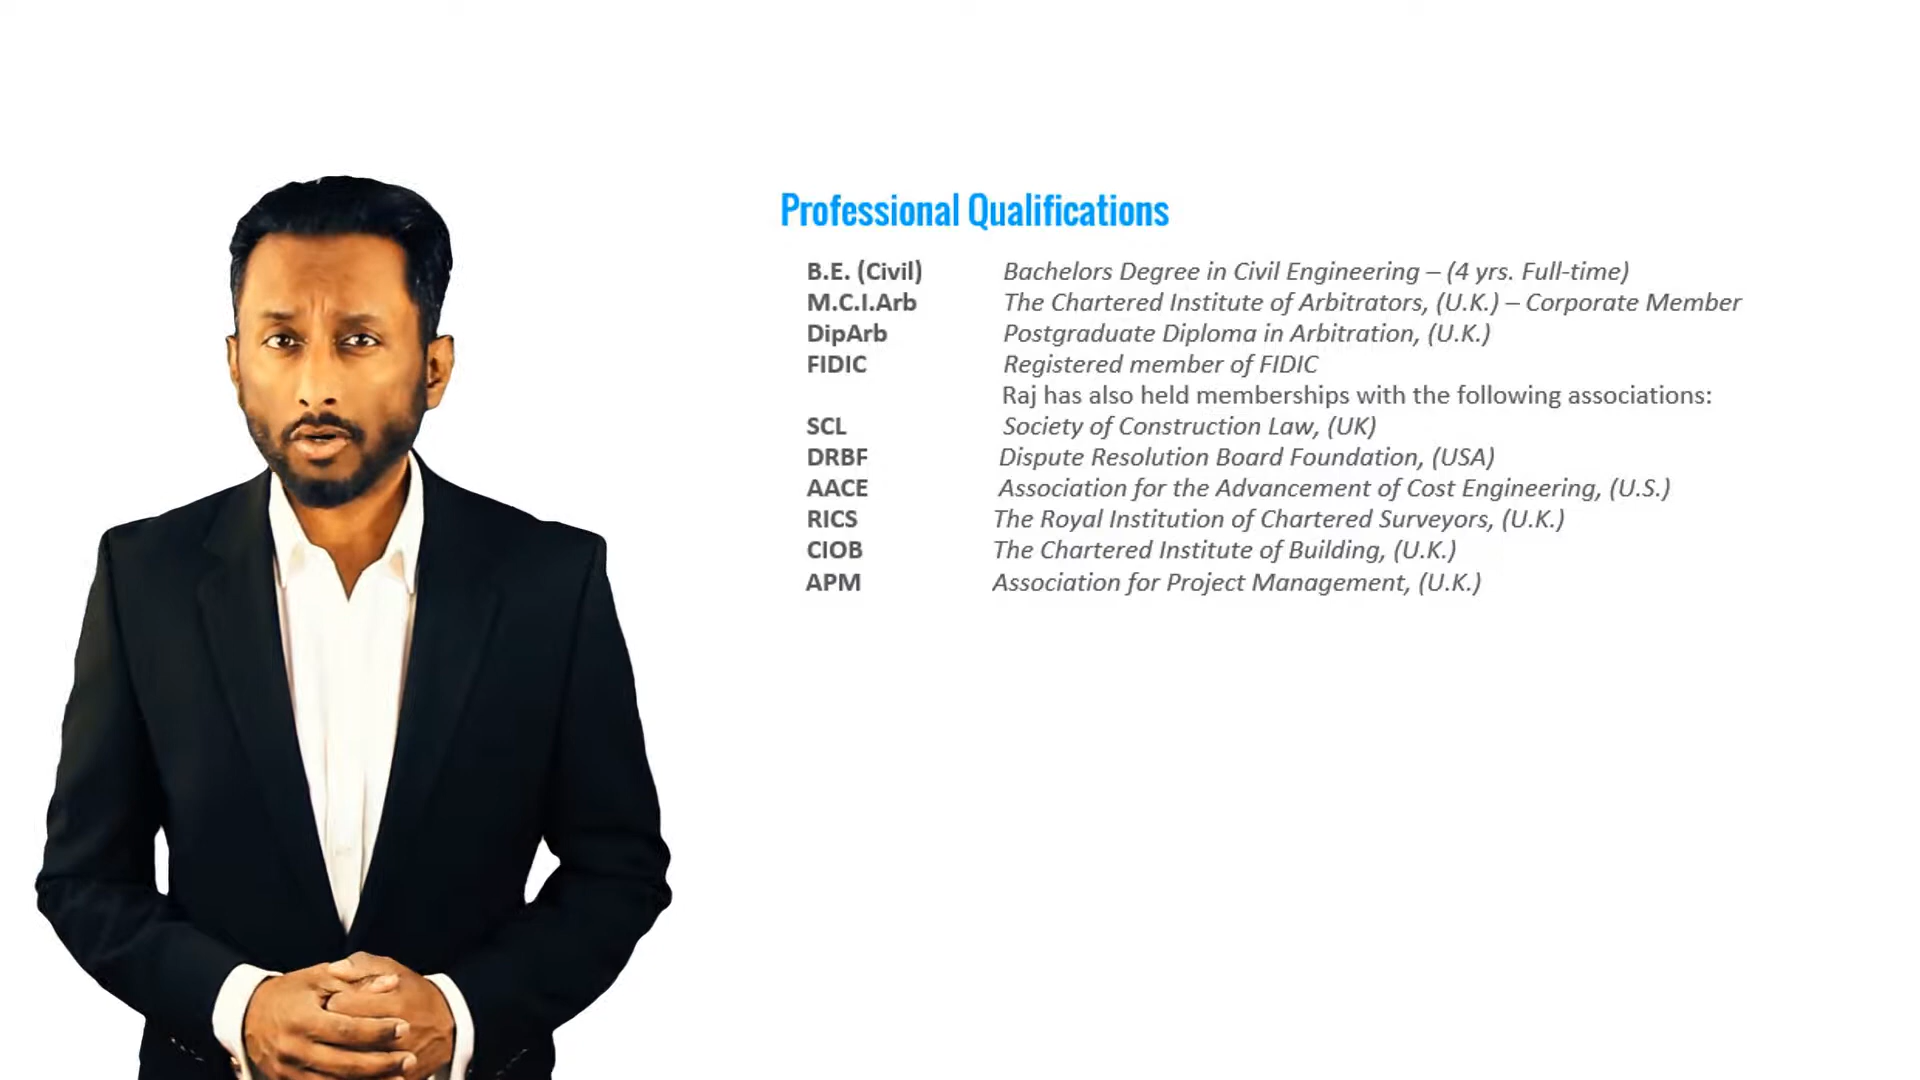 Professional Qualifications
B.E. (Civil) Bachelors Degree in Civil Engineering – (4 yrs. Full-time)
M.C.I.Arb The Chartered Institute of Arbitrators, (U.K.) – Corporate Member
DipArb Postgraduate Diploma in Arbitration, (U.K.)
FIDIC Registered member of FIDIC
Raj has also held memberships with the following associations:
SCL Society of Construction Law, (UK)
DRBF Dispute Resolution Board Foundation, (USA)
AACE Association for the Advancement of Cost Engineering, (U.S.)
RICS The Royal Institution of Chartered Surveyors, (U.K.)
CIOB The Chartered Institute of Building, (U.K.)
APM Association for Project Management, (U.K.)